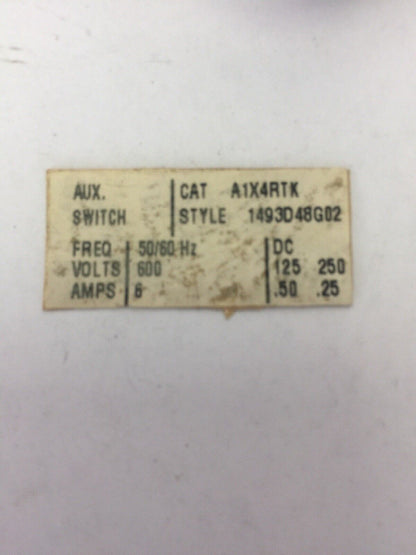 AUX. CAT A1X4RTK
SWITCH STYLE 1493D48G02
FREQ 50/60 Hz DC
VOLTS 600 125 250
AMPS 6 .50 .25